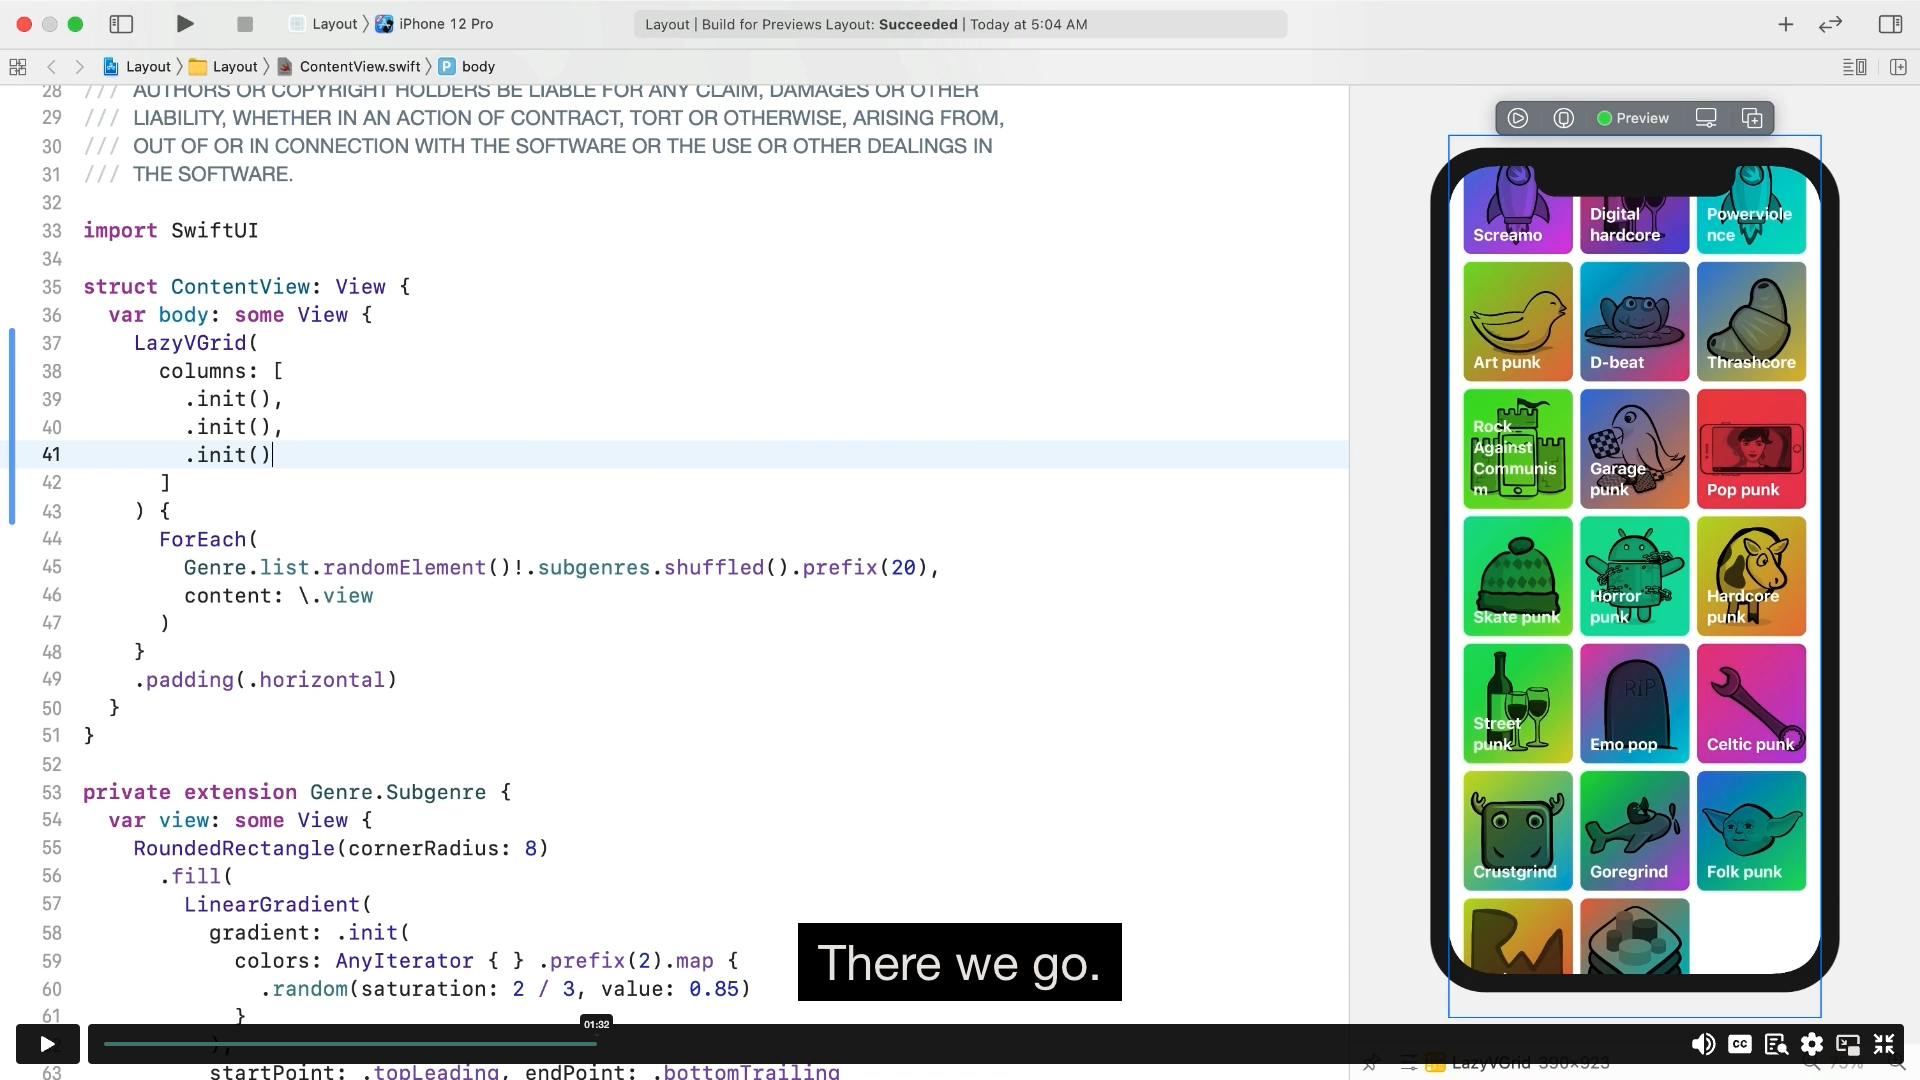 Layout 〉 iPhone 12 Pro
Layout | Build for Previews Layout: Succeeded | Today at 5:04 AM
Layout 〉 Layout 〉 ContentView.swift 〉 P body
28 /// AUTHORS OR COPYRIGHT HOLDERS BE LIABLE FOR ANY CLAIM, DAMAGES OR OTHER
29 /// LIABILITY, WHETHER IN AN ACTION OF CONTRACT, TORT OR OTHERWISE, ARISING FROM,
30 /// OUT OF OR IN CONNECTION WITH THE SOFTWARE OR THE USE OR OTHER DEALINGS IN
31 /// THE SOFTWARE.
32
33 import SwiftUI
34
35 struct ContentView: View {
36 var body: some View {
37 LazyVGrid(
38 columns: [
39 .init(),
40 .init(),
41 .init()
42 ]
43 ) {
44 ForEach(
45 Genre.list.randomElement()!.subgenres.shuffled().prefix(20),
46 content: \.view
47 )
48 }
49 .padding(.horizontal)
50 }
51 }
52
53 private extension Genre.Subgenre {
54 var view: some View {
55 RoundedRectangle(cornerRadius: 8)
56 .fill(
57 LinearGradient(
58 gradient: .init(
59 colors: AnyIterator { } .prefix(2).map {
60 .random(saturation: 2 / 3, value: 0.85)
61 }
),
63 startPoint: .topLeading, endPoint: .bottomTrailing
There we go.
01:32
CC
Preview
Screamo
Digital
hardcore
Powerviole
nce
Art punk
D-beat
Thrashcore
Rock
Against
Communis
m
Garage
punk
Pop punk
Skate punk
Horror
punk
Hardcore
punk
Street
punk
RIP
Emo pop
Celtic punk
Crustgrind
Goregrind
Folk punk
LazyVGrid 390×923
75%